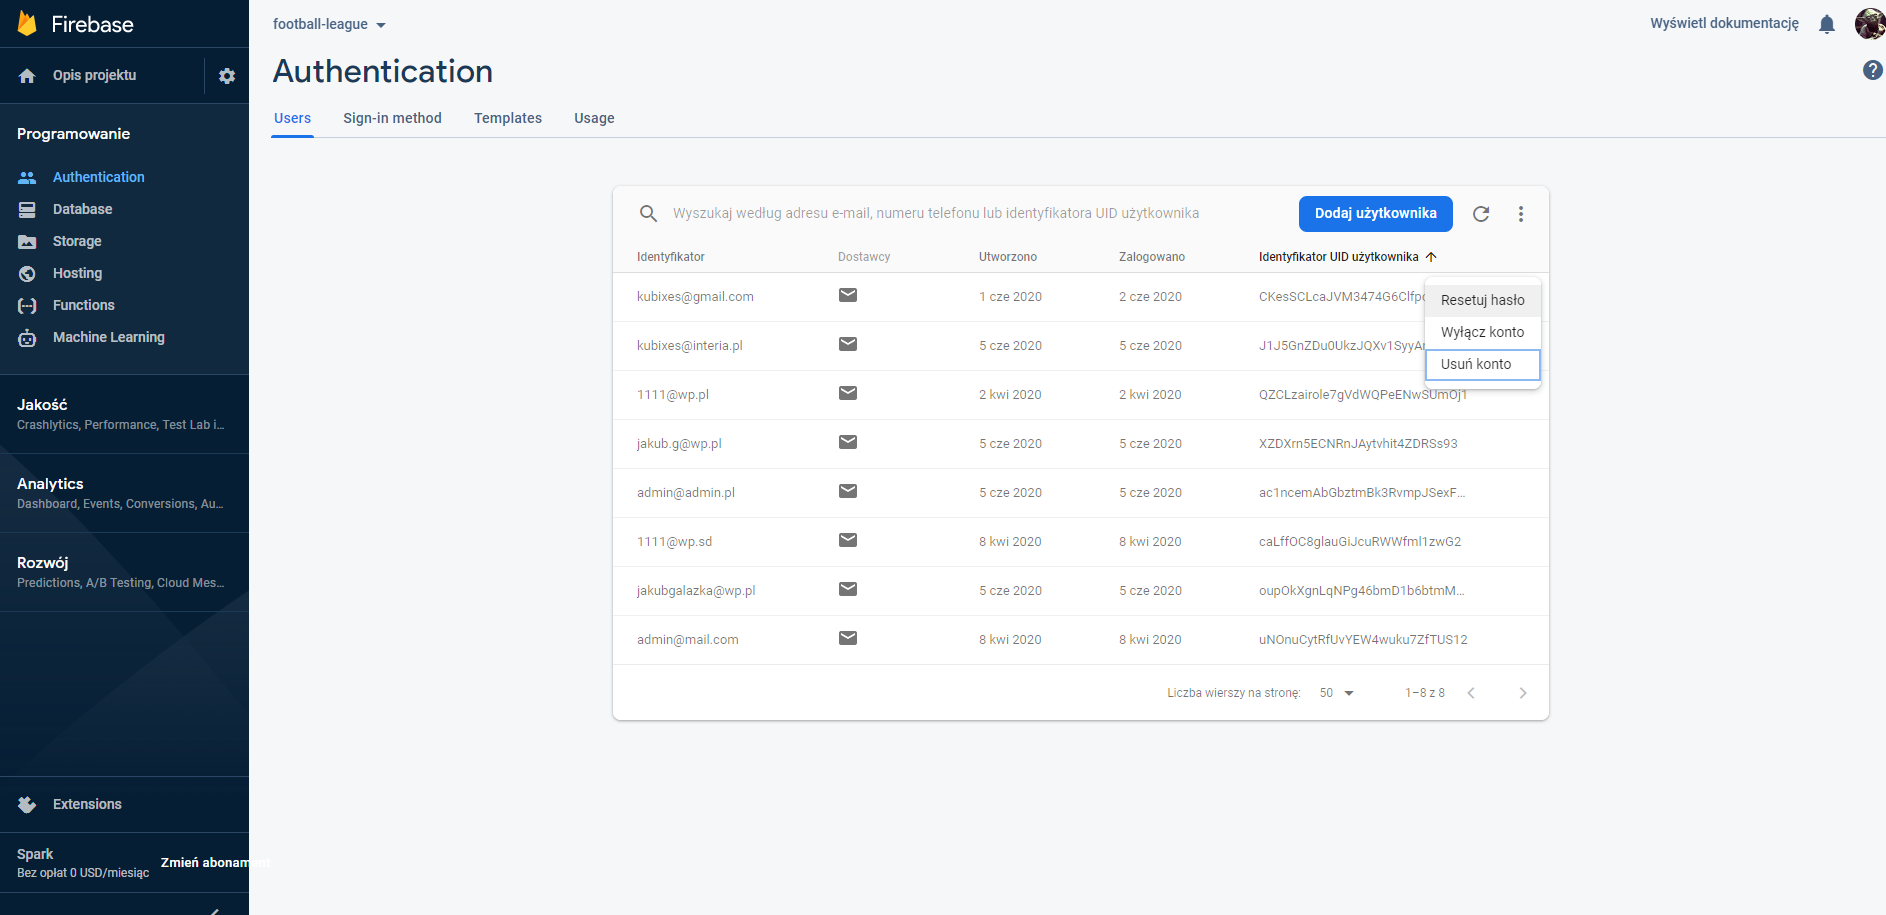 Firebase
Opis projektu
Programowanie
Authentication
Database
Storage
Hosting
Functions
Machine Learning
Jakość
Crashlytics, Performance, Test Lab i...
Analytics
Dashboard, Events, Conversions, Au...
Rozwój
Predictions, A/B Testing, Cloud Mes...
Extensions
Spark
Bez opłat 0 USD/miesiąc
Zmień abonament
football-league
Wyświetl dokumentację
Authentication
Users Sign-in method Templates Usage
Wyszukaj według adresu e-mail, numeru telefonu lub identyfikatora UID użytkownika
Dodaj użytkownika
Identyfikator Dostawcy Utworzono Zalogowano Identyfikator UID użytkownika
kubixes@gmail.com 1 cze 2020 2 cze 2020 CKesSCLcaJVM3474G6Clfp
kubixes@interia.pl 5 cze 2020 5 cze 2020 J1J5GnZDu0UkzJQXv1SyyA
1111@wp.pl 2 kwi 2020 2 kwi 2020 QZCLzairole7gVdWQPeENwSUmOj1
jakub.g@wp.pl 5 cze 2020 5 cze 2020 XZDXrn5ECNRnJAytvhit4ZDRSs93
admin@admin.pl 5 cze 2020 5 cze 2020 ac1ncemAbGbztmBk3RvmpJSexF...
1111@wp.sd 8 kwi 2020 8 kwi 2020 caLffOC8glauGiJcuRWWfml1zwG2
jakubgalazka@wp.pl 5 cze 2020 5 cze 2020 oupOkXgnLqNPg46bmD1b6btmM...
admin@mail.com 8 kwi 2020 8 kwi 2020 uNOnuCytRfUvYEW4wuku7ZfTUS12
Resetuj hasło
Wyłącz konto
Usuń konto
Liczba wierszy na stronę: 50 1–8 z 8